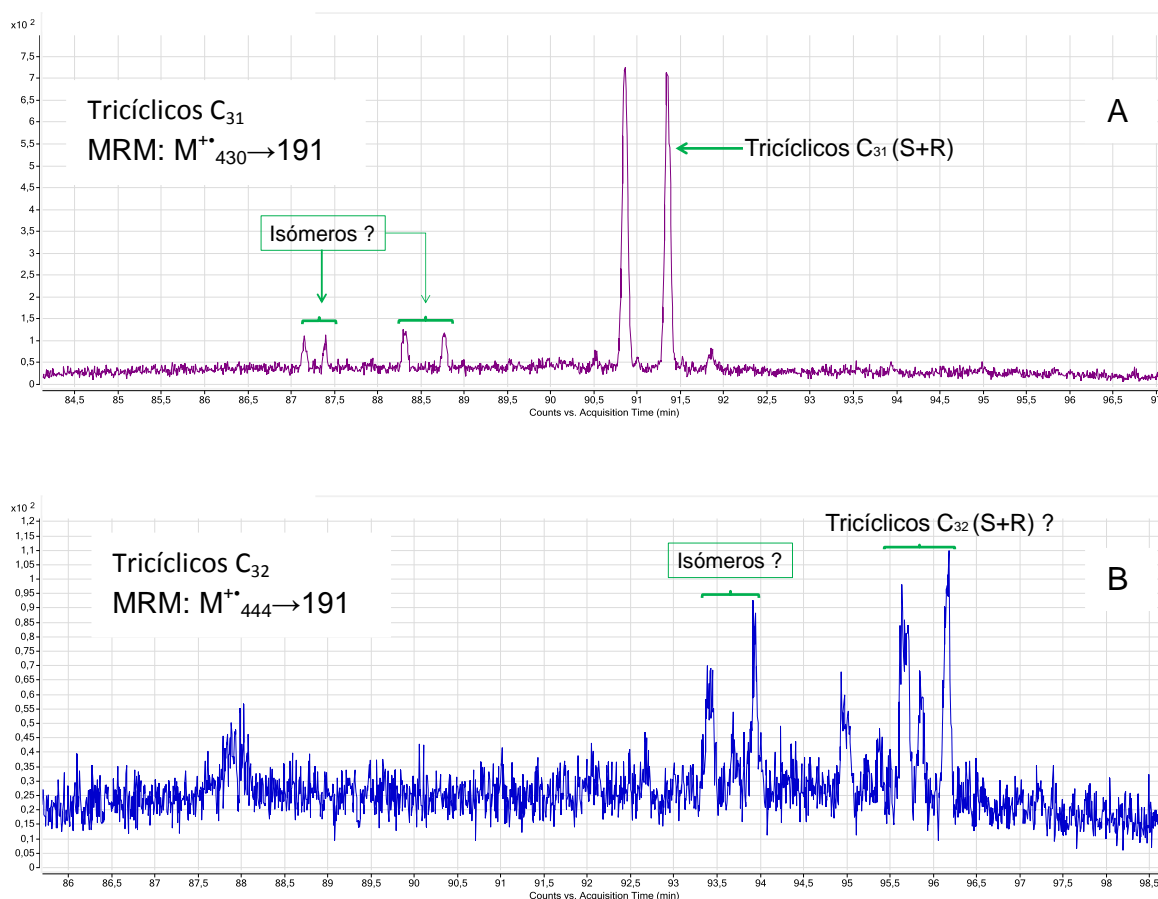 x10 2
7,5
7
6,5
6
5,5
5
4,5
4
3,5
3
2,5
2
1,5
1
0,5
0
Tricíclicos C31
MRM: M+• 430→191
A
Tricíclicos C31 (S+R)
Isómeros ?
84,5 85 85,5 86 86,5 87 87,5 88 88,5 89 89,5 90 90,5 91 91,5 92 92,5 93 93,5 94 94,5 95 95,5 96 96,5
Counts vs. Acquisition Time (min)
x10 2
1,2
1,15
1,1
1,05
1
0,95
0,9
0,85
0,8
0,75
0,7
0,65
0,6
0,55
0,5
0,45
0,4
0,35
0,3
0,25
0,2
0,15
0,1
0,05
0
Tricíclicos C32
MRM: M+• 444→191
Tricíclicos C32 (S+R) ?
Isómeros ?
B
86 86,5 87 87,5 88 88,5 89 89,5 90 90,5 91 91,5 92 92,5 93 93,5 94 94,5 95 95,5 96 96,5 97 97,5 98 98,5
Counts vs. Acquisition Time (min)